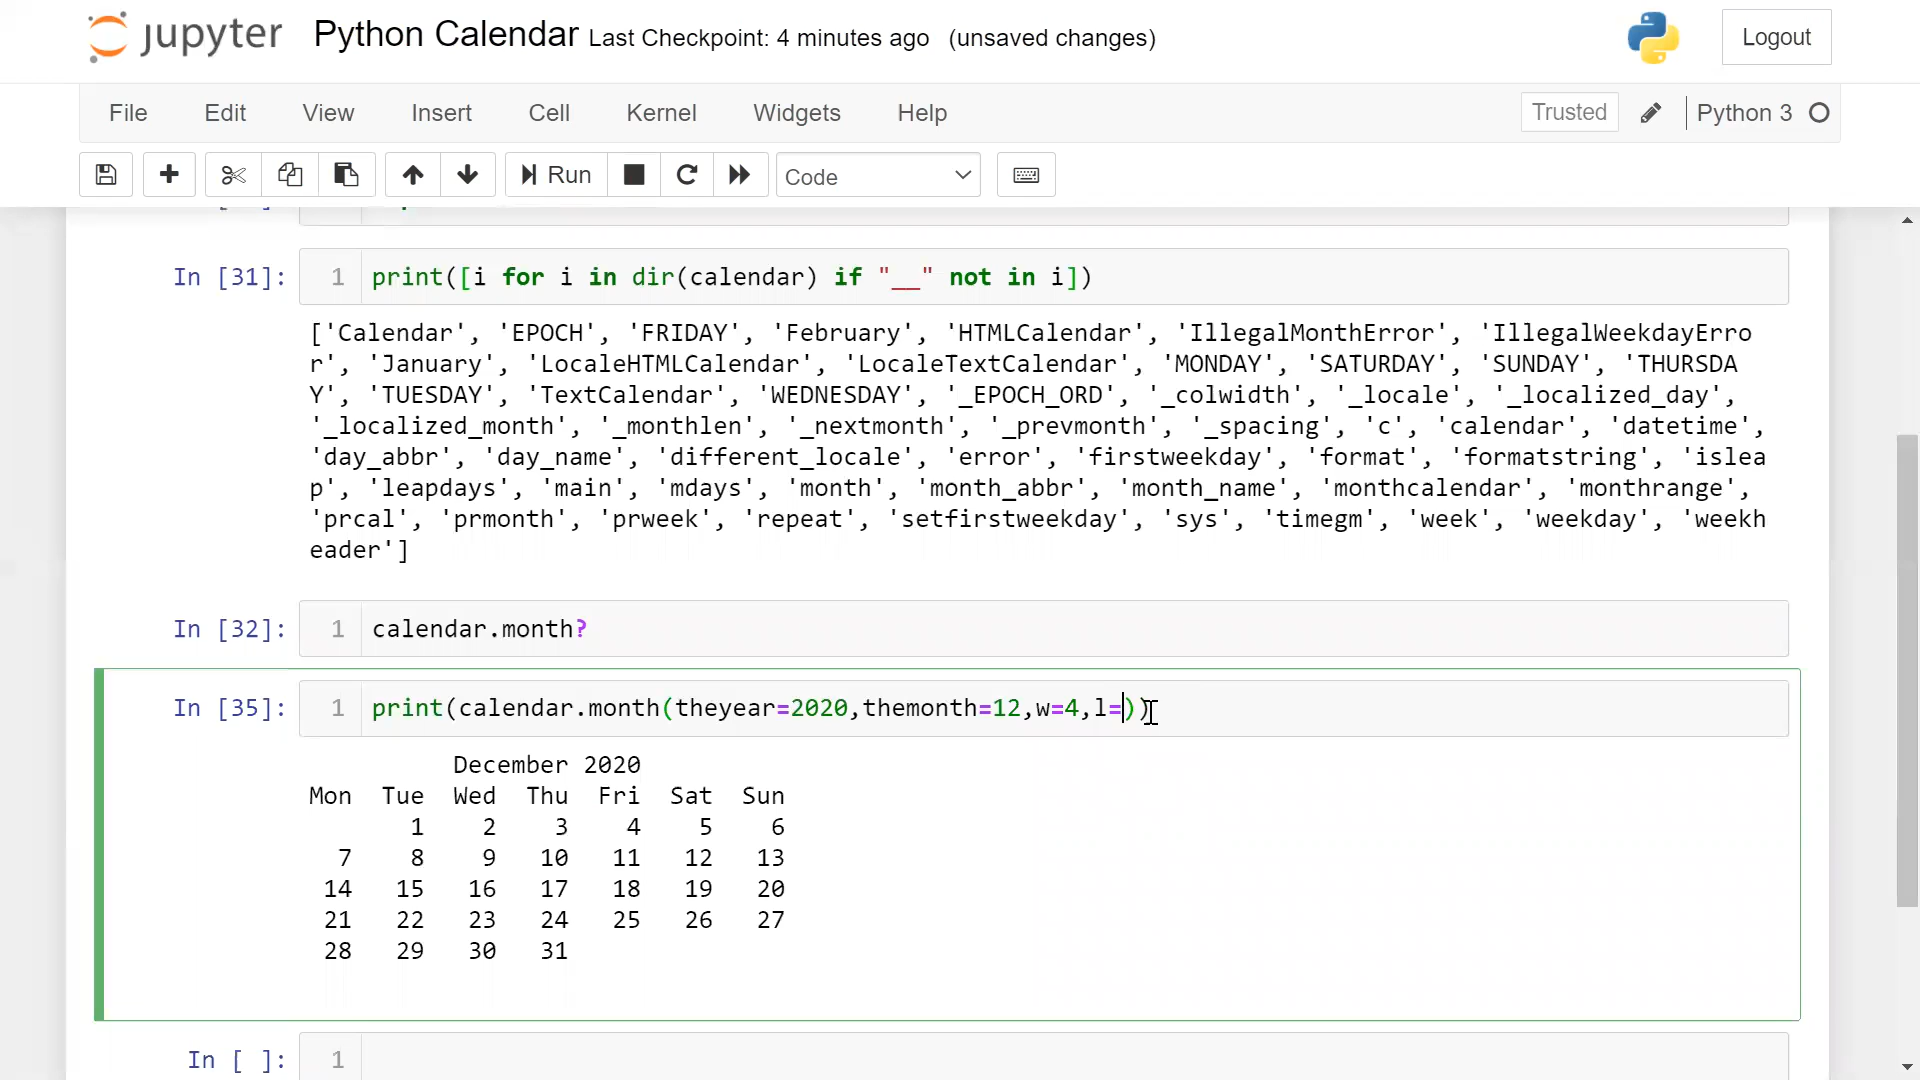 jupyter Python Calendar Last Checkpoint: 4 minutes ago (unsaved changes) Logout
File Edit View Insert Cell Kernel Widgets Help Trusted Python 3
Run Code
In [31]: 1 print([i for i in dir(calendar) if "__" not in i])
['Calendar', 'EPOCH', 'FRIDAY', 'February', 'HTMLCalendar', 'IllegalMonthError', 'IllegalWeekdayErro
r', 'January', 'LocaleHTMLCalendar', 'LocaleTextCalendar', 'MONDAY', 'SATURDAY', 'SUNDAY', 'THURSDA
Y', 'TUESDAY', 'TextCalendar', 'WEDNESDAY', '_EPOCH_ORD', '_colwidth', '_locale', '_localized_day',
'_localized_month', '_monthlen', '_nextmonth', '_prevmonth', '_spacing', 'c', 'calendar', 'datetime',
'day_abbr', 'day_name', 'different_locale', 'error', 'firstweekday', 'format', 'formatstring', 'islea
p', 'leapdays', 'main', 'mdays', 'month', 'month_abbr', 'month_name', 'monthcalendar', 'monthrange',
'prcal', 'prmonth', 'prweek', 'repeat', 'setfirstweekday', 'sys', 'timegm', 'week', 'weekday', 'weekh
eader']
In [32]: 1 calendar.month?
In [35]: 1 print(calendar.month(theyear=2020,themonth=12,w=4,l=))
December 2020
Mon Tue Wed Thu Fri Sat Sun
1 2 3 4 5 6
7 8 9 10 11 12 13
14 15 16 17 18 19 20
21 22 23 24 25 26 27
28 29 30 31
In [ ]: 1